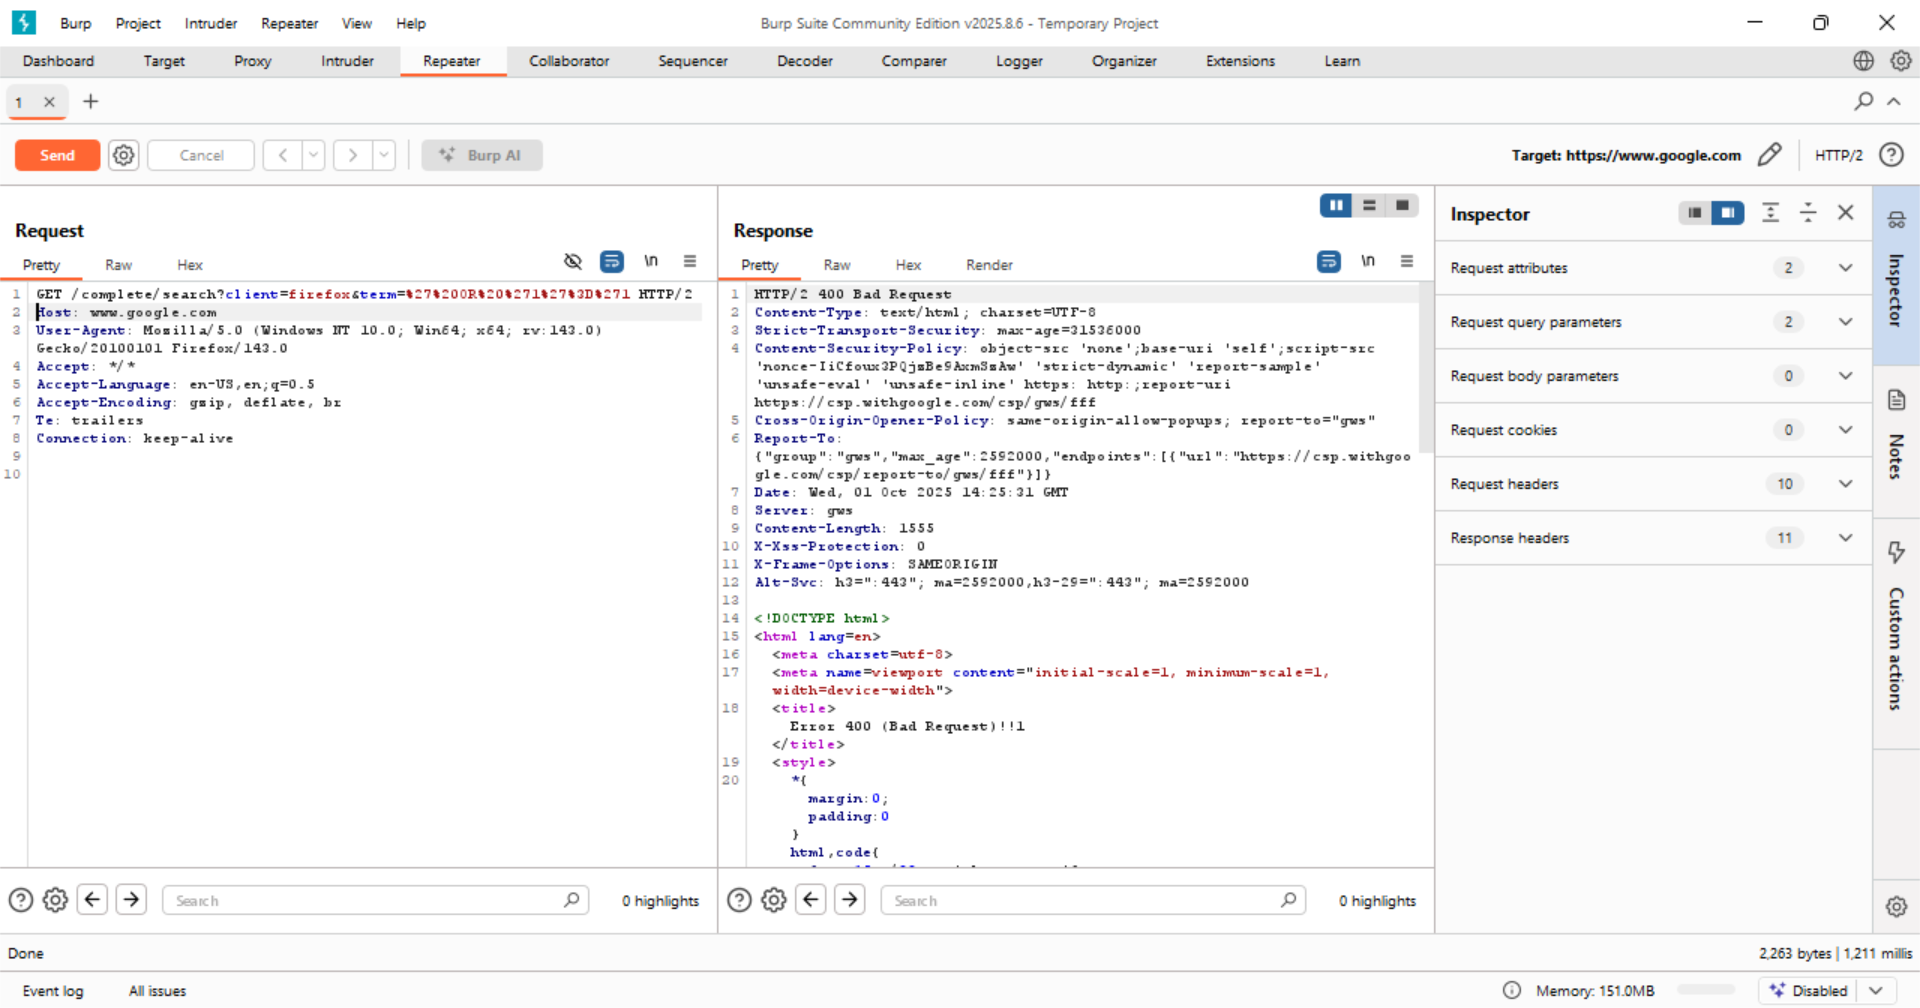 Burp Project Intruder Repeater View Help
Burp Suite Community Edition v2025.8.6 - Temporary Project
Dashboard Target Proxy Intruder Repeater Collaborator Sequencer Decoder Comparer Logger Organizer Extensions Learn
1
Send Cancel Burp AI
Target: https://www.google.com HTTP/2
Request
Pretty Raw Hex \n
1 GET /complete/search?client=firefox&term=%27%20OR%20%271%27%3D%271 HTTP/2
2 Host: www.google.com
3 User-Agent: Mozilla/5.0 (Windows NT 10.0; Win64; x64; rv:143.0)
Gecko/20100101 Firefox/143.0
4 Accept: */*
5 Accept-Language: en-US,en;q=0.5
6 Accept-Encoding: gzip, deflate, br
7 Te: trailers
8 Connection: keep-alive
9
10
Search 0 highlights
Response
Pretty Raw Hex Render \n
1 HTTP/2 400 Bad Request
2 Content-Type: text/html; charset=UTF-8
3 Strict-Transport-Security: max-age=31536000
4 Content-Security-Policy: object-src 'none';base-uri 'self';script-src
'nonce-IiCfoux3PQjzBe9AxmSzAw' 'strict-dynamic' 'report-sample'
'unsafe-eval' 'unsafe-inline' https: http:;report-uri
https://csp.withgoogle.com/csp/gws/fff
5 Cross-Origin-Opener-Policy: same-origin-allow-popups; report-to="gws"
6 Report-To:
{"group":"gws","max_age":2592000,"endpoints":[{"url":"https://csp.withgoo
gle.com/csp/report-to/gws/fff"}]}
7 Date: Wed, 01 Oct 2025 14:25:31 GMT
8 Server: gws
9 Content-Length: 1555
10 X-Xss-Protection: 0
11 X-Frame-Options: SAMEORIGIN
12 Alt-Svc: h3=":443"; ma=2592000,h3-29=":443"; ma=2592000
13
14 <!DOCTYPE html>
15 <html lang=en>
16 <meta charset=utf-8>
17 <meta name=viewport content="initial-scale=1, minimum-scale=1,
width=device-width">
18 <title>
Error 400 (Bad Request)!!1
</title>
19 <style>
20 *{
margin:0;
padding:0
}
html,code{
Search 0 highlights
Inspector
Request attributes 2
Request query parameters 2
Request body parameters 0
Request cookies 0
Request headers 10
Response headers 11
Inspector
Notes
Custom actions
Done
2,263 bytes | 1,211 millis
Event log All issues
Memory: 151.0MB Disabled